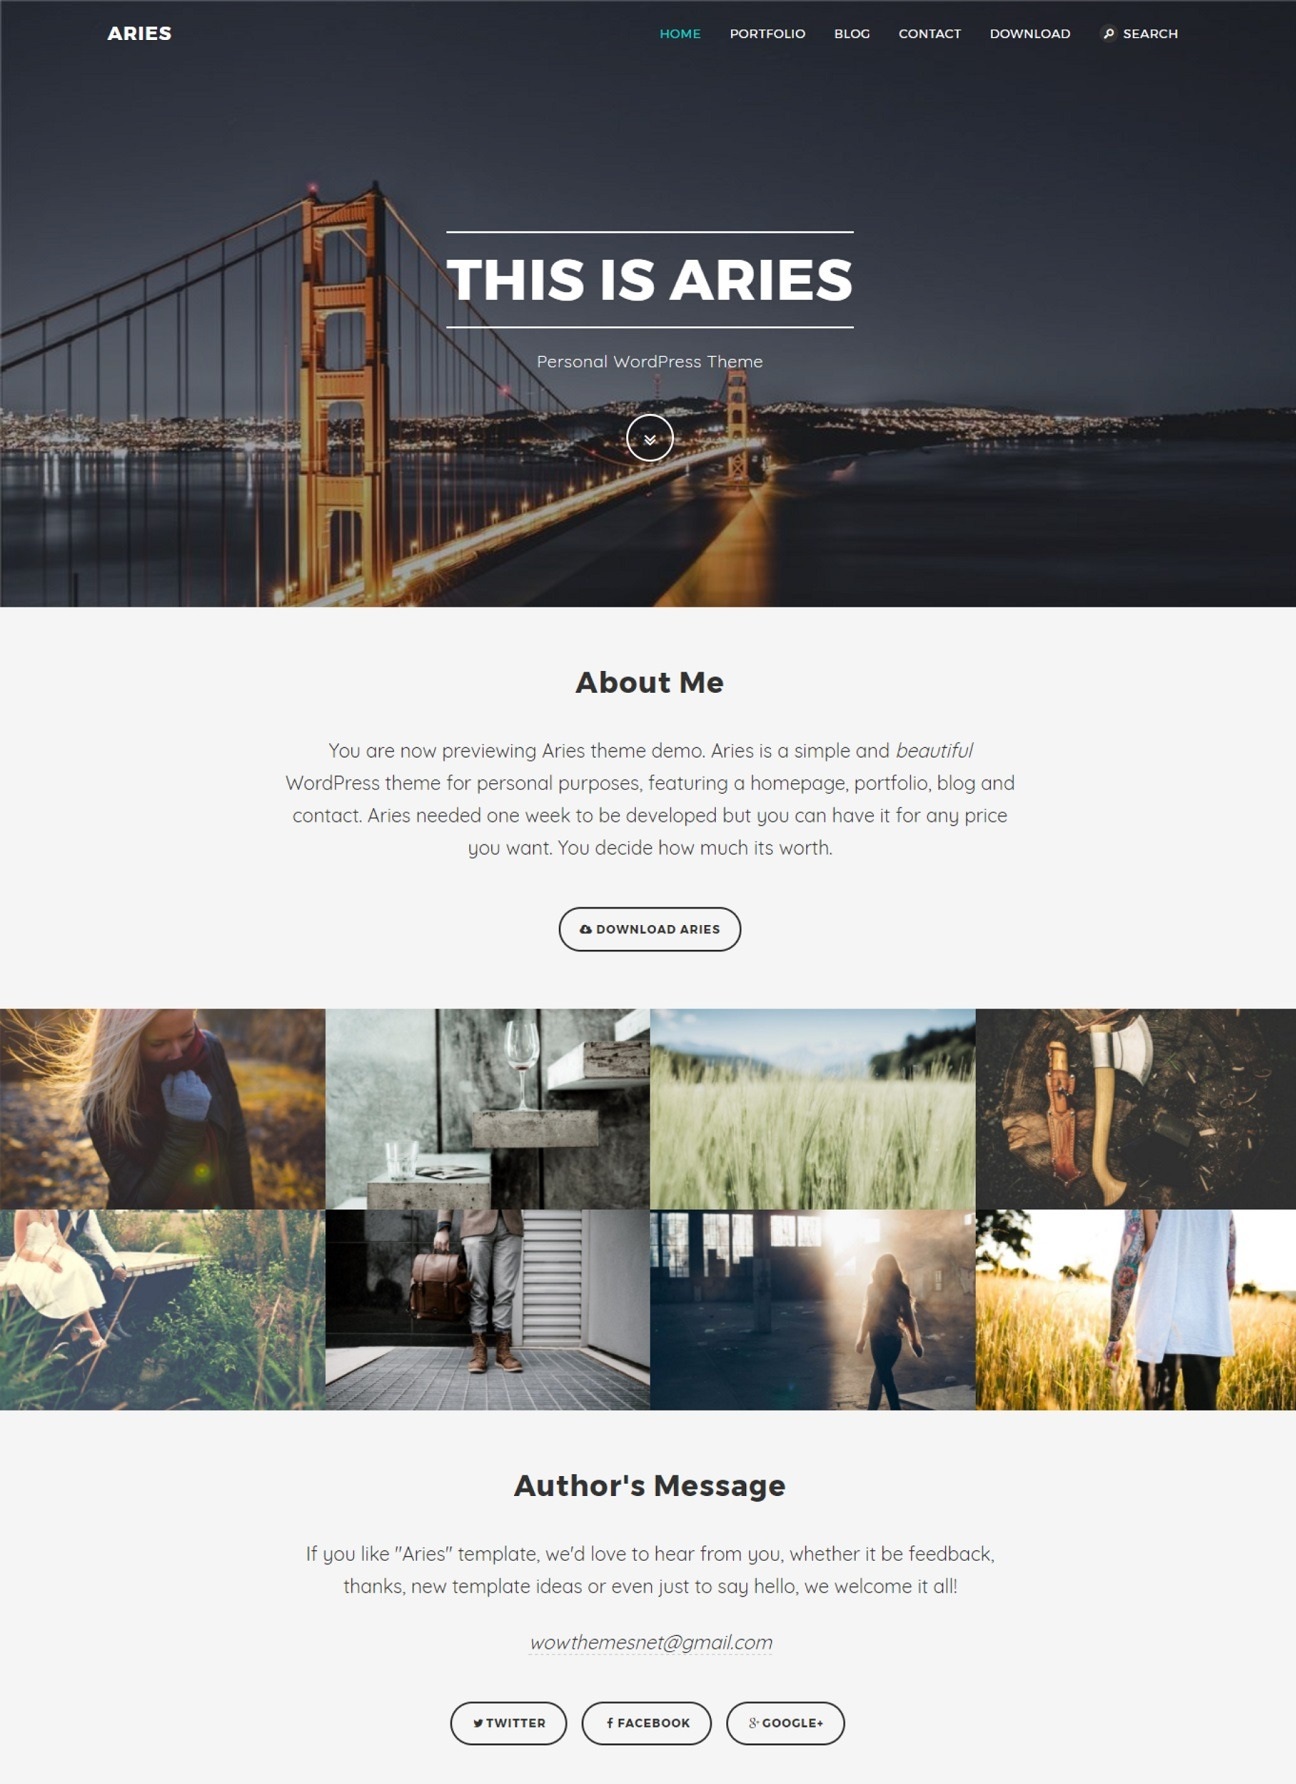 ARIES
HOME PORTFOLIO BLOG CONTACT DOWNLOAD SEARCH
THIS IS ARIES
Personal WordPress Theme
About Me
You are now previewing Aries theme demo. Aries is a simple and beautiful
WordPress theme for personal purposes, featuring a homepage, portfolio, blog and
contact. Aries needed one week to be developed but you can have it for any price
you want. You decide how much its worth.
DOWNLOAD ARIES
Author's Message
If you like "Aries" template, we'd love to hear from you, whether it be feedback,
thanks, new template ideas or even just to say hello, we welcome it all!
wowthemesnet@gmail.com
TWITTER FACEBOOK GOOGLE+